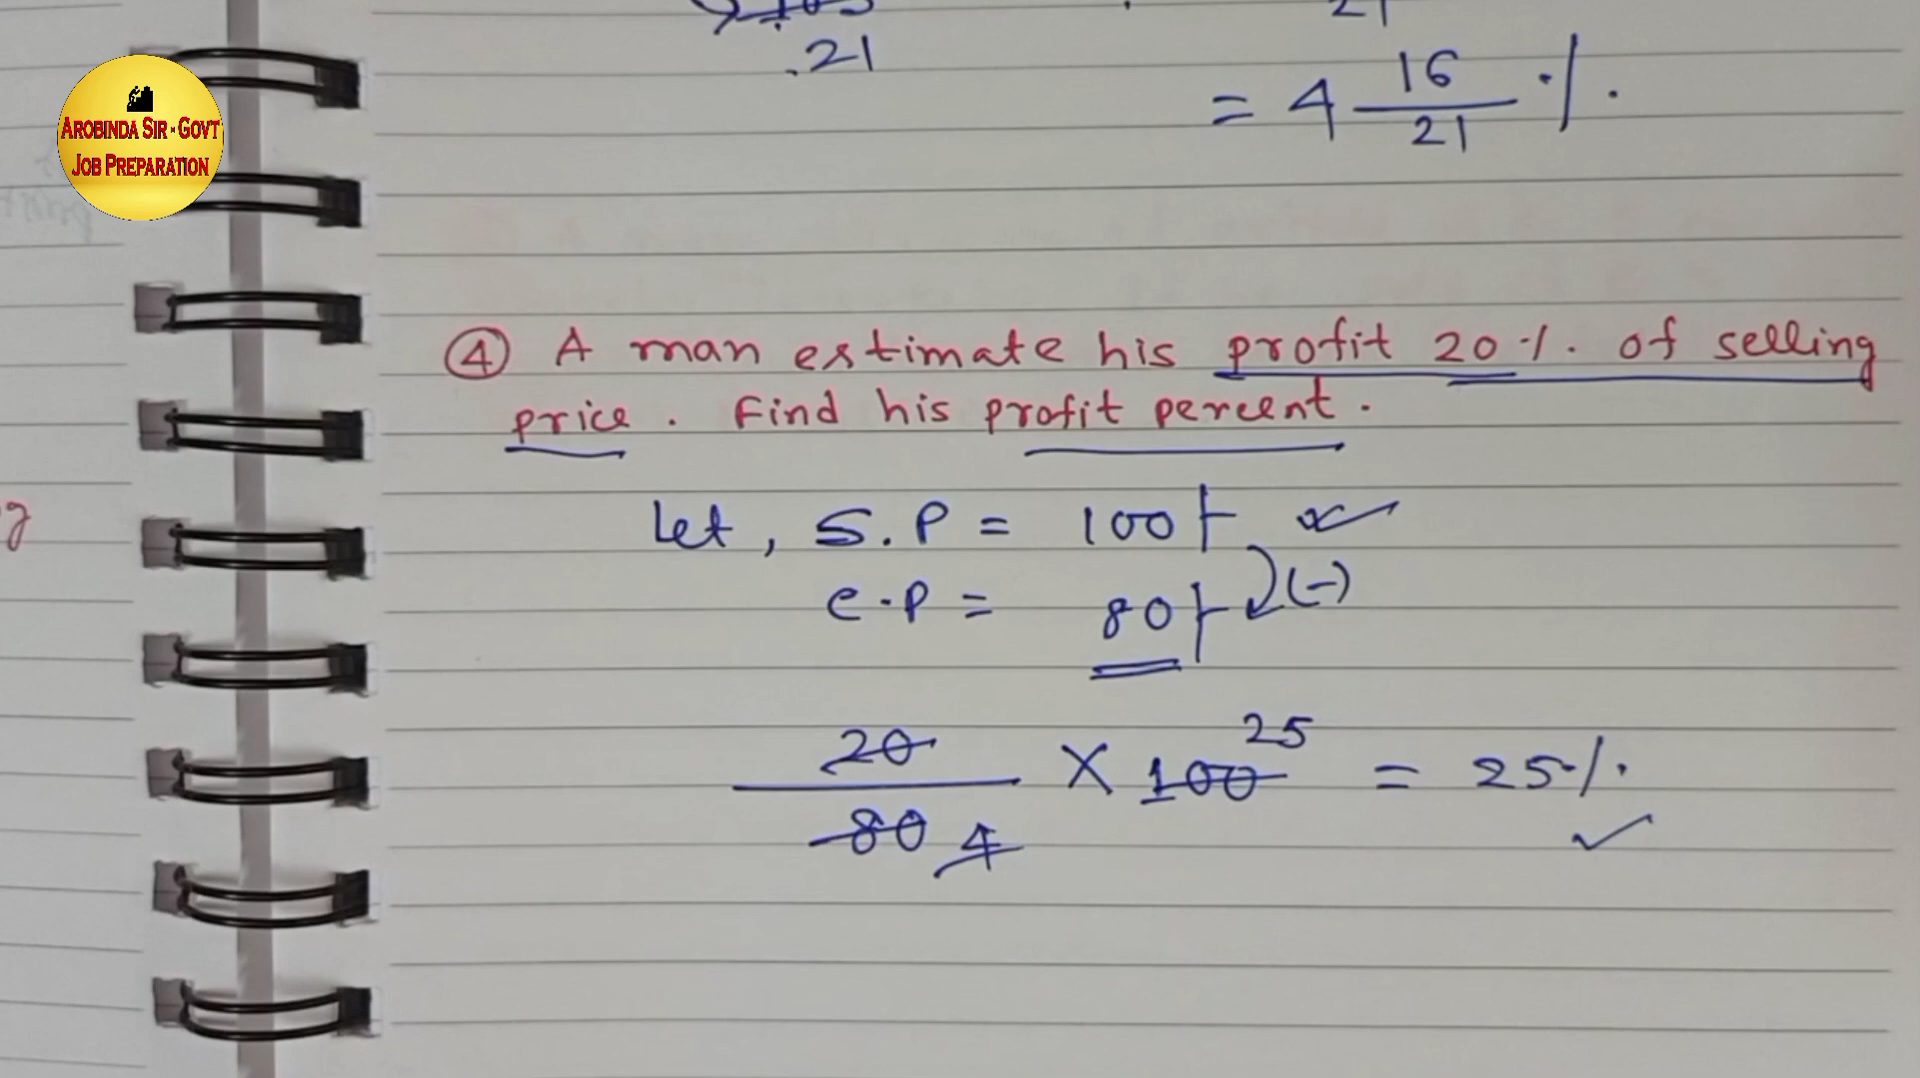 .21
21
= 4 16/21 %.
AROBINDA SIR - GOVT
JOB PREPARATION
④ A man estimate his profit 20%. of selling
price. Find his profit percent.
Let, S.P = 100/-
C.P = 80/- (-)
20/80 4 × 100 25 = 25%.